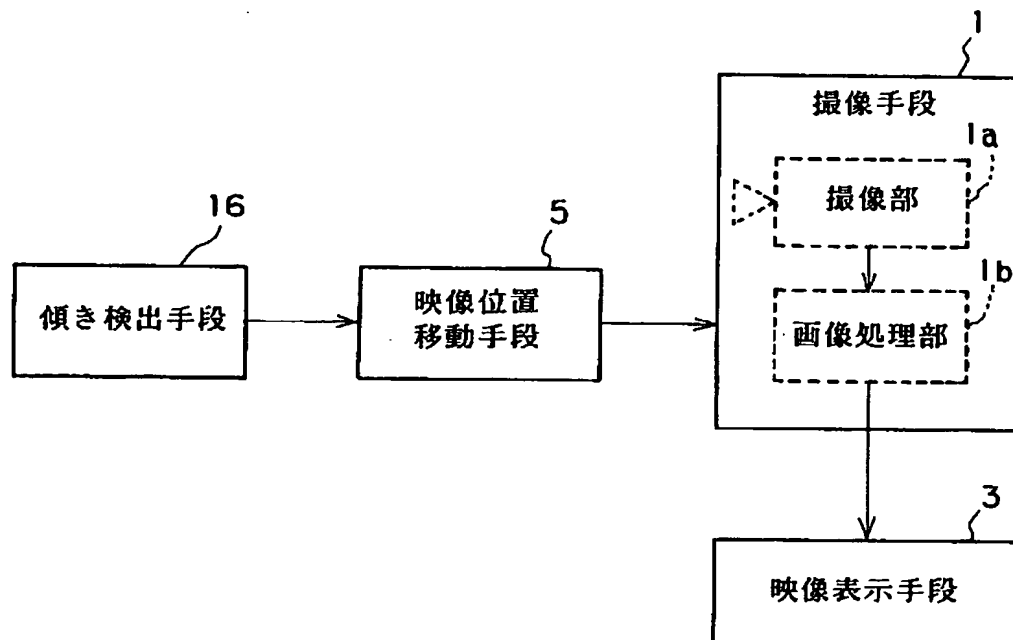 1
撮像手段
1a
撮像部
16
5
1b
傾き検出手段
映像位置
移動手段
画像処理部
3
映像表示手段